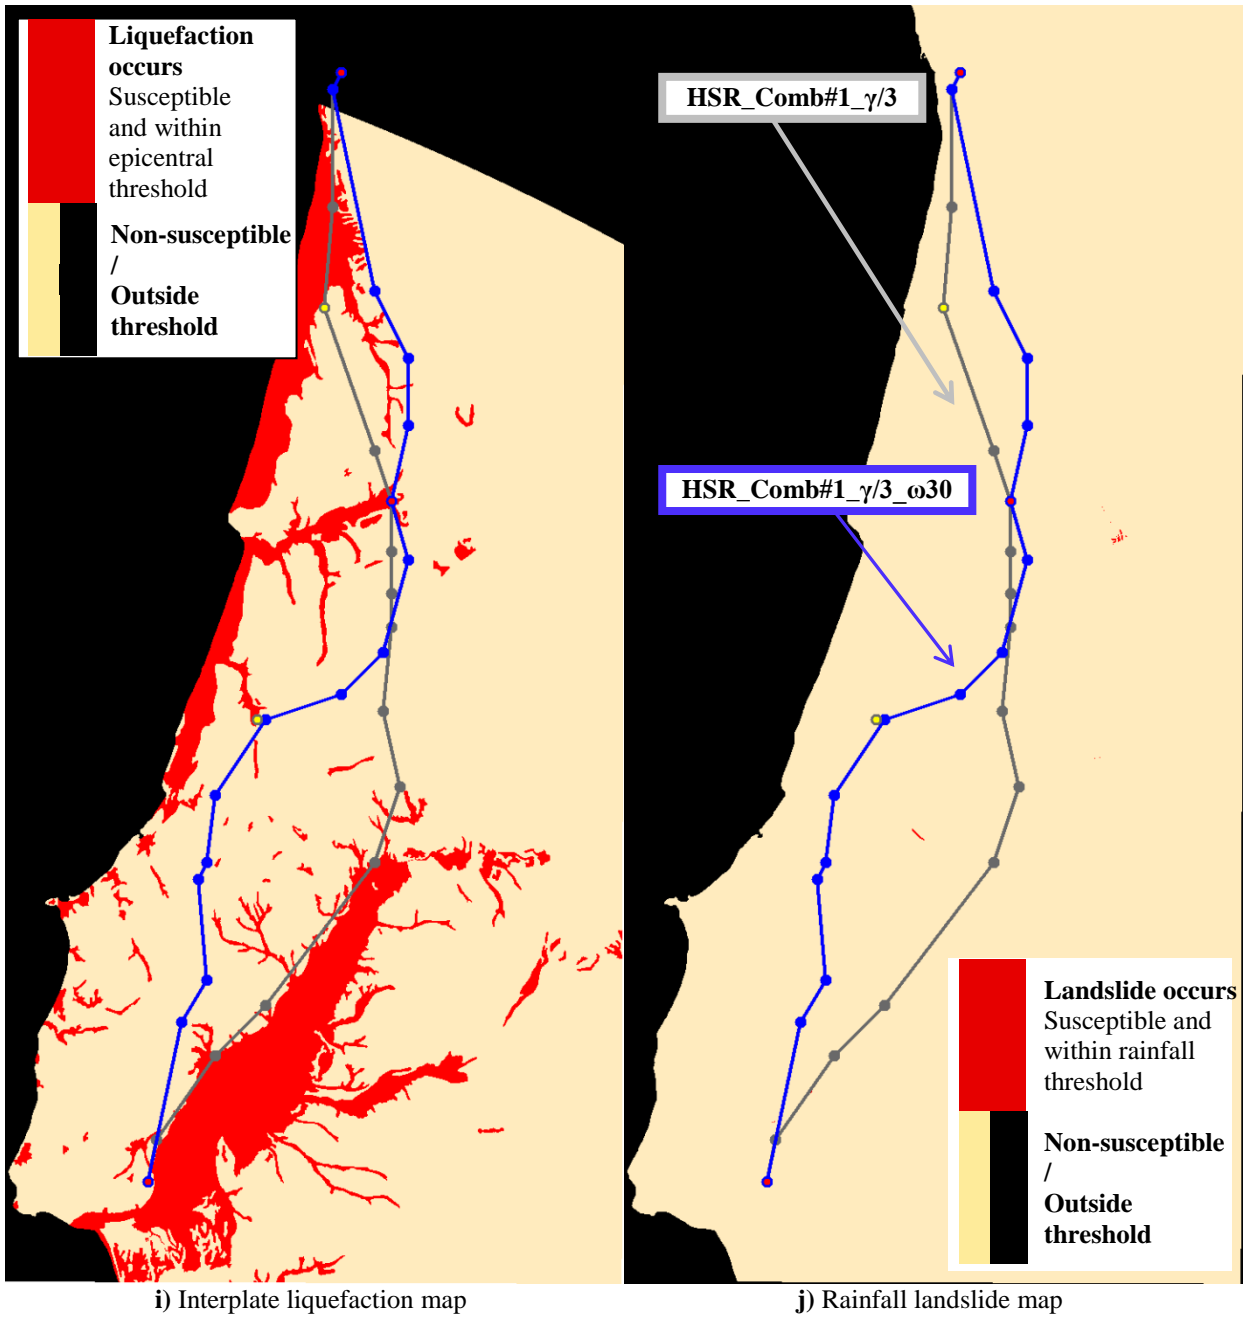 Liquefaction
occurs
Susceptible
and within
epicentral
threshold
Non-susceptible
/
Outside
threshold
HSR_Comb#1_γ/3
HSR_Comb#1_γ/3_ω30
Landslide occurs
Susceptible and
within rainfall
threshold
Non-susceptible
/
Outside
threshold
i) Interplate liquefaction map
j) Rainfall landslide map